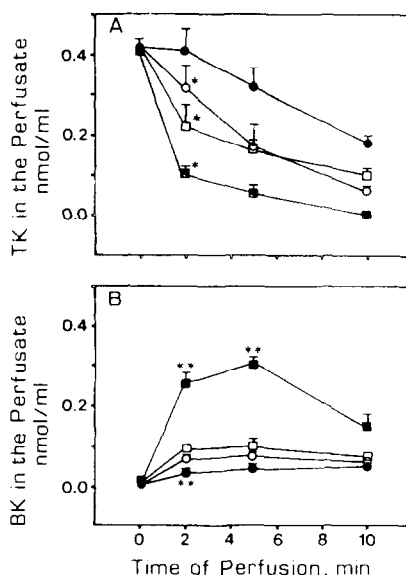 A
0.4
0.2
0.0
TK in the Perfusate
nmol/ml
*
*
*
B
0.4
0.2
0.0
BK in the Perfusate
nmol/ml
**
**
**
0 2 4 6 8 10
Time of Perfusion, min